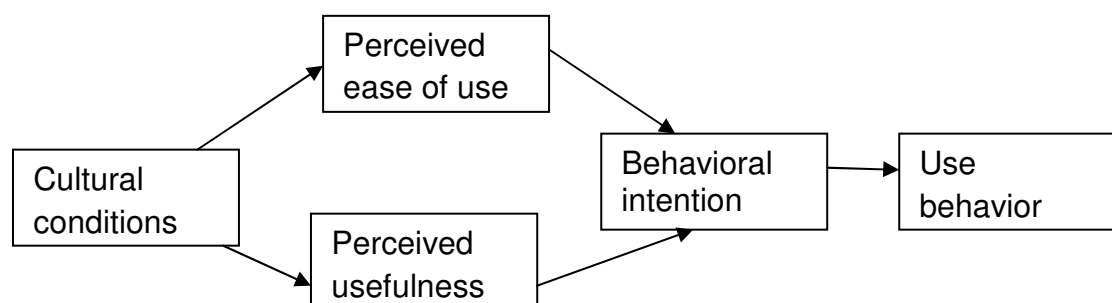 Perceived
ease of use
Cultural
conditions
Behavioral
intention
Use
behavior
Perceived
usefulness